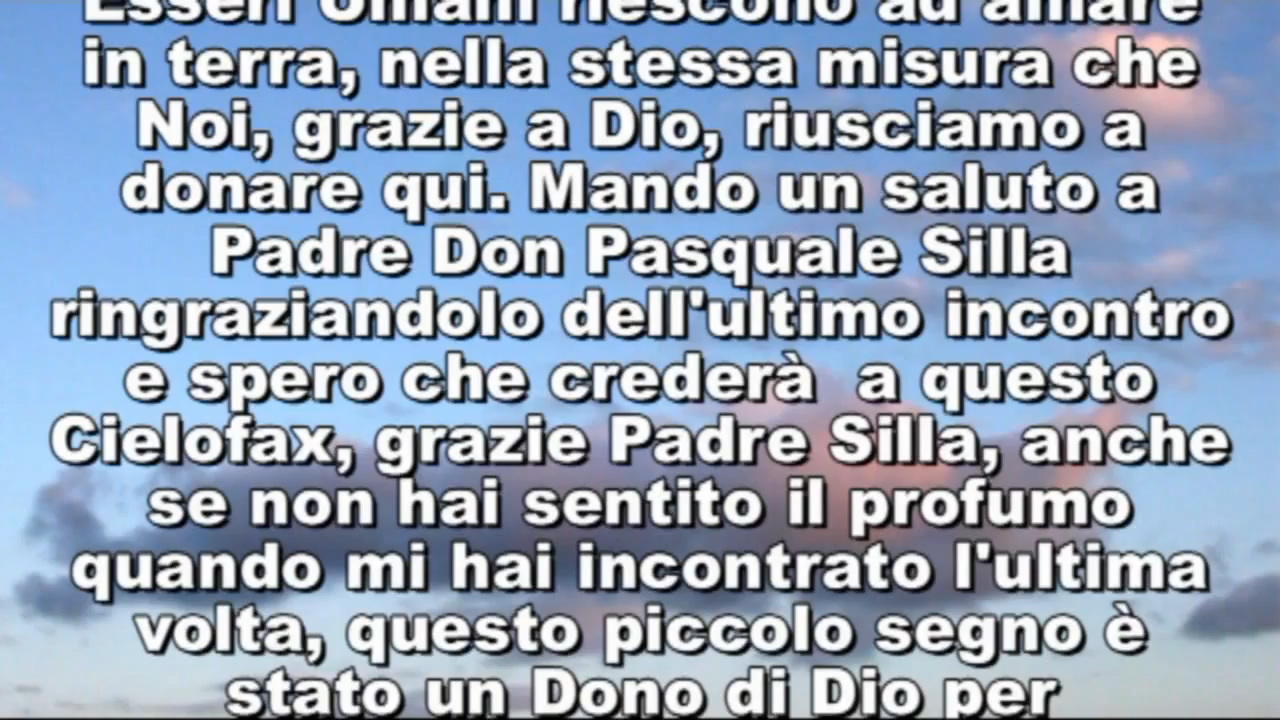 Esseri Umani riescono ad amare
in terra, nella stessa misura che
Noi, grazie a Dio, riusciamo a
donare qui. Mando un saluto a
Padre Don Pasquale Silla
ringraziandolo dell'ultimo incontro
e spero che crederà  a questo
Cielofax, grazie Padre Silla, anche
se non hai sentito il profumo
quando mi hai incontrato l'ultima
volta, questo piccolo segno è
stato un Dono di Dio per